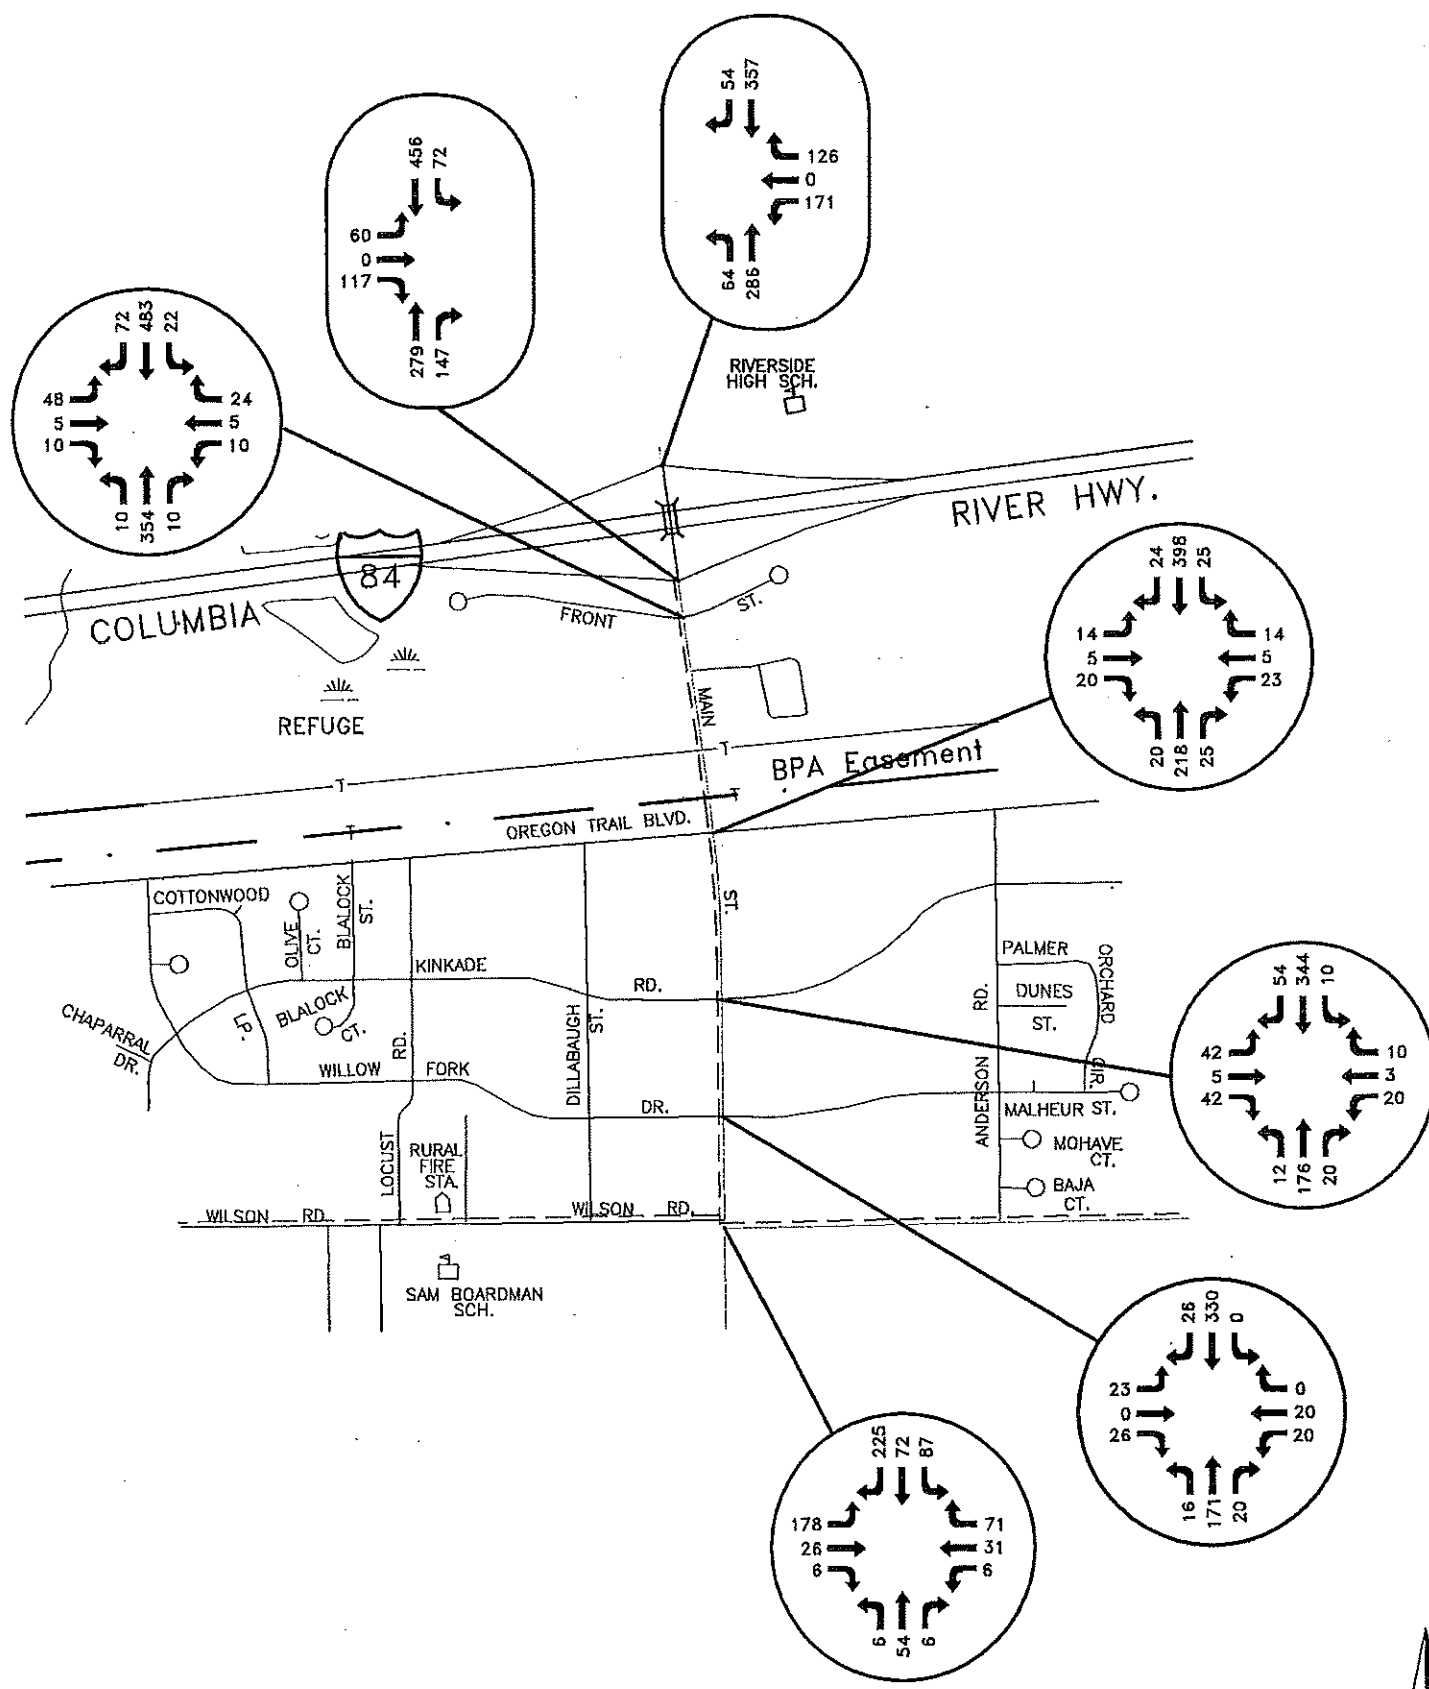 54
357
126
0
171
64
286
456
72
60
0
117
279
147
72
483
22
48
5
10
24
5
10
10
354
10
RIVERSIDE
HIGH SCH.
RIVER HWY.
84
COLUMBIA
FRONT
ST.
REFUGE
MAIN
24
398
25
14
5
20
14
5
23
20
218
25
T
T
BPA Easement
T
T
OREGON TRAIL BLVD.
COTTONWOOD
OLIVE
CT.
BLALOCK
ST.
ST.
KINKADE
RD.
CHAPARRAL
DR.
LP.
BLALOCK
CT.
RD.
WILLOW
FORK
DILLABAUGH
ST.
DR.
PALMER
ORCHARD
CIR.
DUNES
ST.
RD.
ANDERSON
MALHEUR ST.
MOHAVE
CT.
BAJA
CT.
54
344
10
42
5
42
10
3
20
12
176
20
LOCUST
RURAL
FIRE
STA.
WILSON RD.
WILSON RD.
SAM BOARDMAN
SCH.
26
330
0
23
0
26
0
20
20
16
171
20
225
72
87
178
26
6
71
31
6
6
54
6